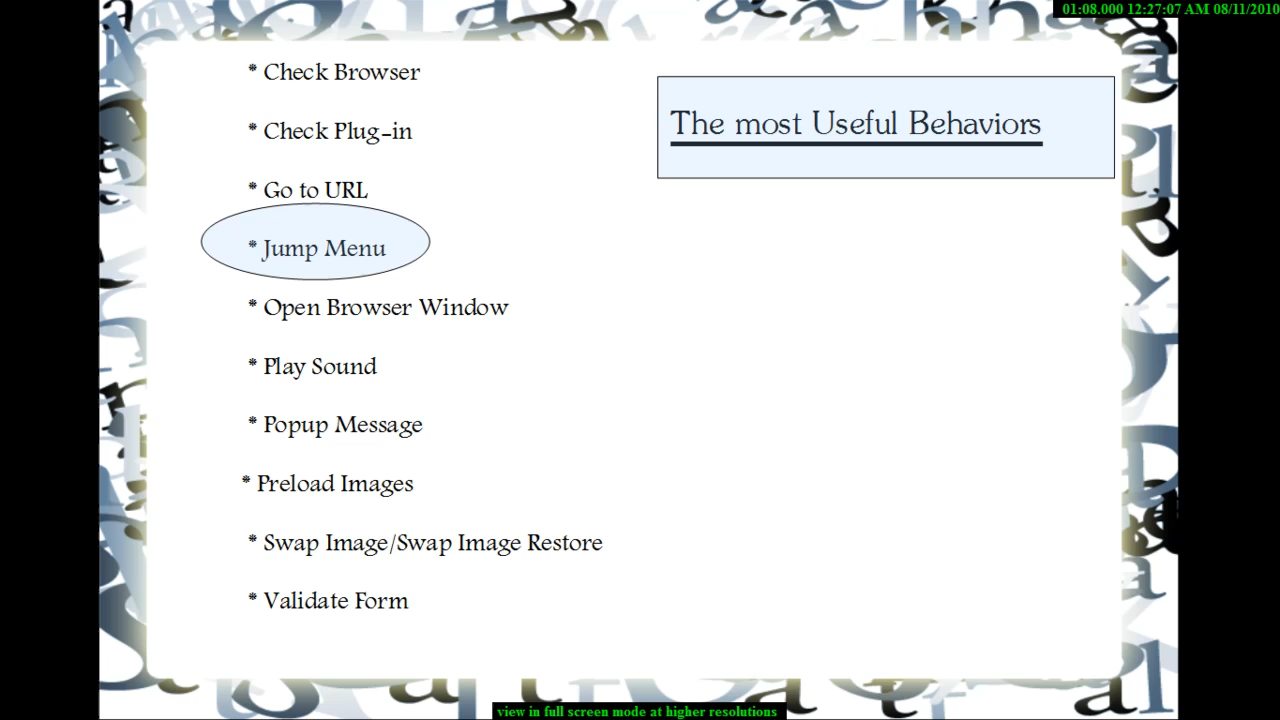 01:08.000 12:27:07 AM 08/11/2010
* Check Browser
The most Useful Behaviors
* Check Plug-in
* Go to URL
* Jump Menu
* Open Browser Window
* Play Sound
* Popup Message
* Preload Images
* Swap Image/Swap Image Restore
* Validate Form
view in full screen mode at higher resolutions